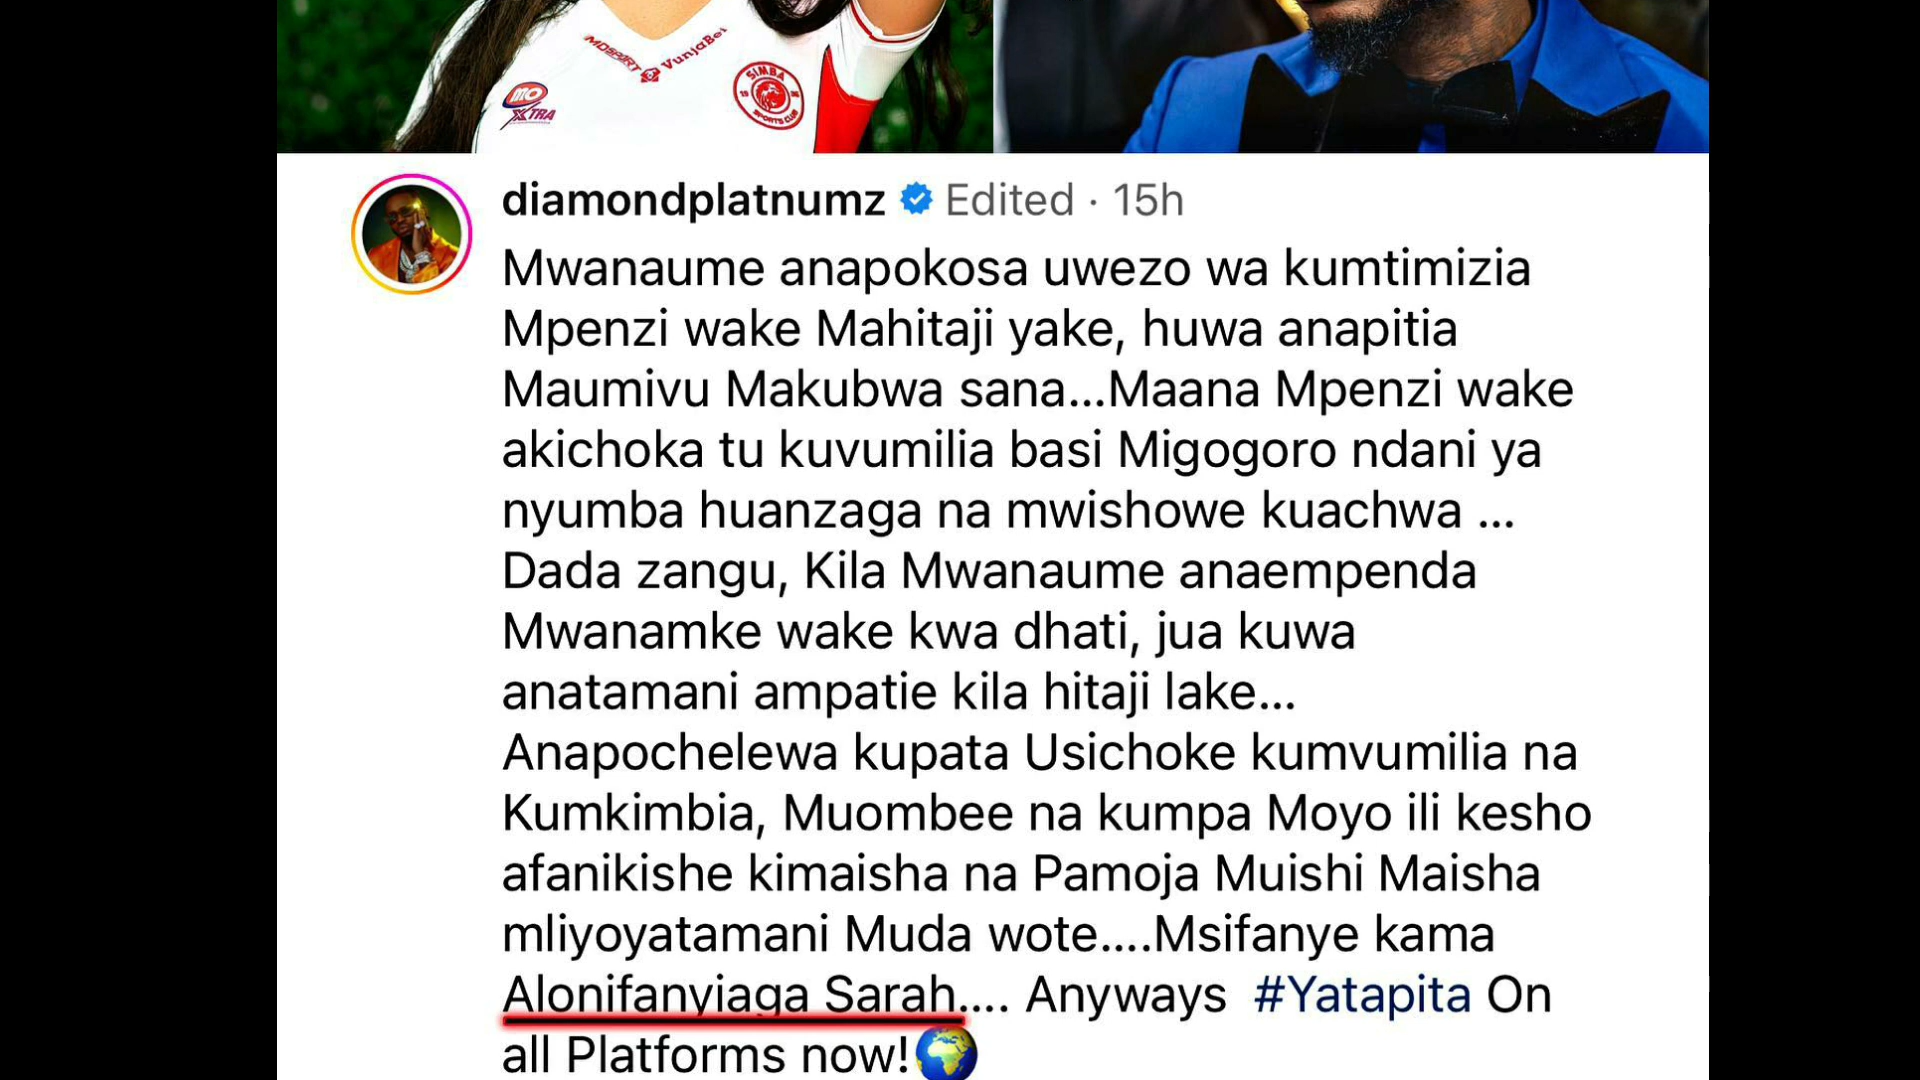 MOSPORT VunjaBei
MO XTRA
SIMBA
SPORTS CLUB
diamondplatnumz Edited · 15h
Mwanaume anapokosa uwezo wa kumtimizia
Mpenzi wake Mahitaji yake, huwa anapitia
Maumivu Makubwa sana...Maana Mpenzi wake
akichoka tu kuvumilia basi Migogoro ndani ya
nyumba huanzaga na mwishowe kuachwa ...
Dada zangu, Kila Mwanaume anaempenda
Mwanamke wake kwa dhati, jua kuwa
anatamani ampatie kila hitaji lake...
Anapochelewa kupata Usichoke kumvumilia na
Kumkimbia, Muombee na kumpa Moyo ili kesho
afanikishe kimaisha na Pamoja Muishi Maisha
mliyoyatamani Muda wote....Msifanye kama
Alonifanyiaga Sarah.... Anyways #Yatapita On
all Platforms now!🌍